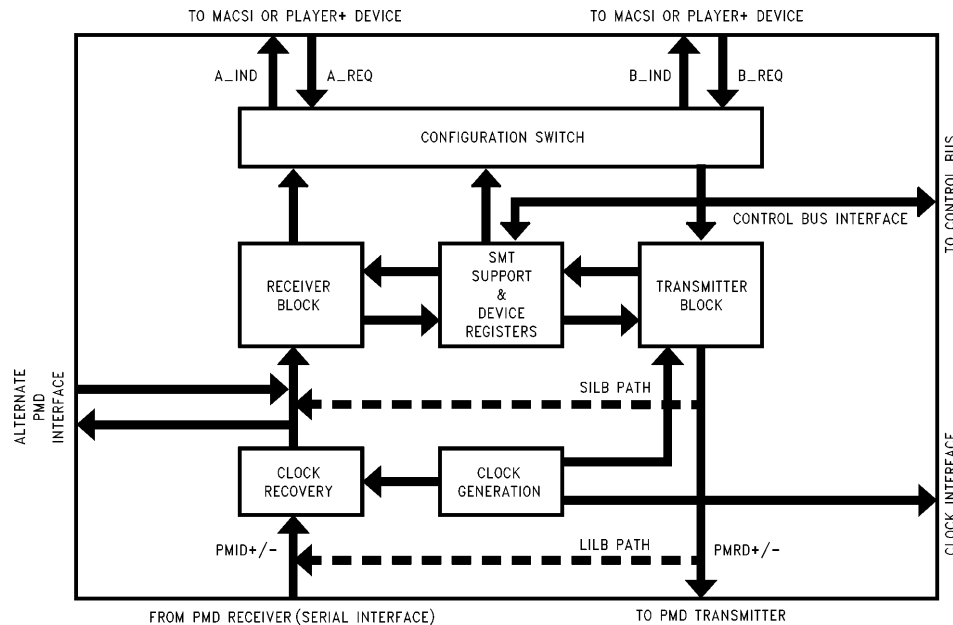 TO MACSI OR PLAYER+ DEVICE
TO MACSI OR PLAYER+ DEVICE
A_IND
A_REQ
B_IND
B_REQ
CONFIGURATION SWITCH
TO CONTROL BUS
CONTROL BUS INTERFACE
RECEIVER
BLOCK
SMT
SUPPORT
&
DEVICE
REGISTERS
TRANSMITTER
BLOCK
ALTERNATE
PMD
INTERFACE
SILB PATH
CLOCK
RECOVERY
CLOCK
GENERATION
CLOCK INTERFACE
PMID+/-
LILB PATH
PMRD+/-
FROM PMD RECEIVER (SERIAL INTERFACE)
TO PMD TRANSMITTER